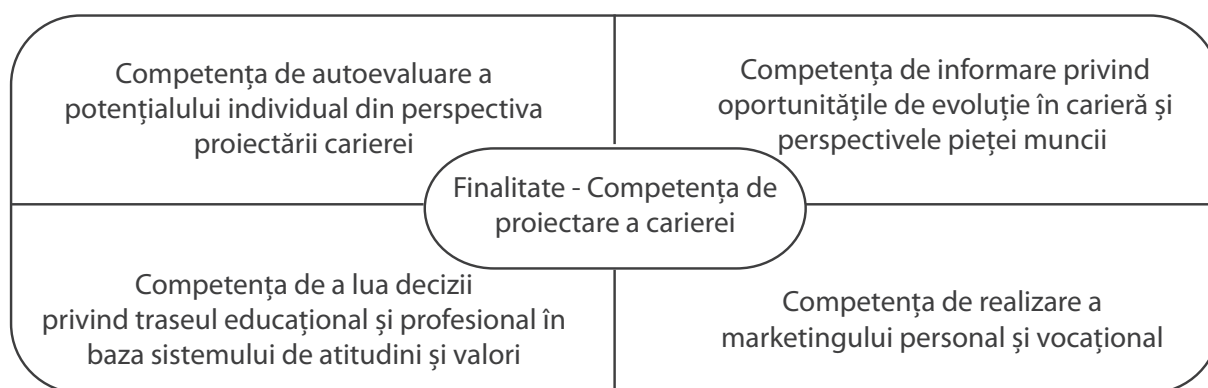 Competența de autoevaluare a
potențialului individual din perspectiva
proiectării carierei
Competența de informare privind
oportunitățile de evoluție în carieră și
perspectivele pieței muncii
Finalitate - Competența de
proiectare a carierei
Competența de a lua decizii
privind traseul educațional și profesional în
baza sistemului de atitudini și valori
Competența de realizare a
marketingului personal și vocațional